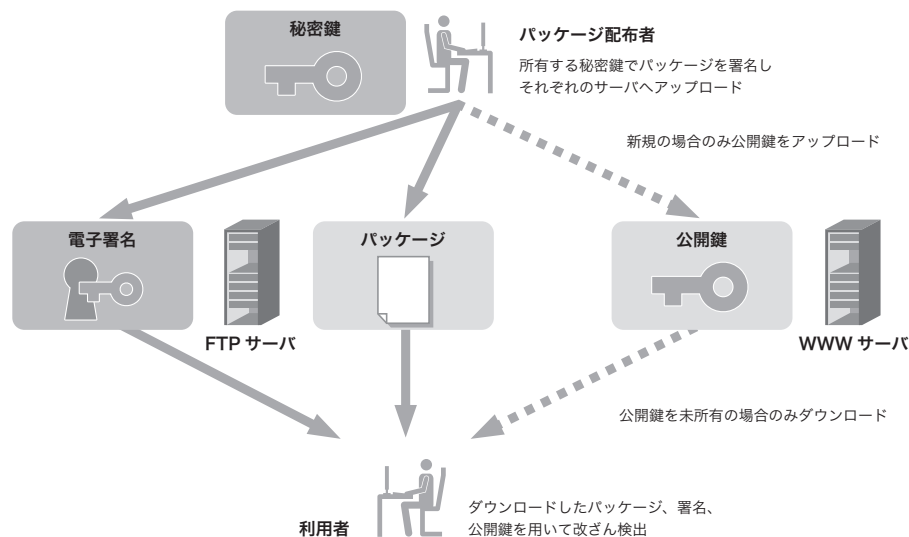 秘密鍵
パッケージ配布者
所有する秘密鍵でパッケージを署名し
それぞれのサーバへアップロード
新規の場合のみ公開鍵をアップロード
電子署名
パッケージ
公開鍵
FTP サーバ
WWW サーバ
公開鍵を未所有の場合のみダウンロード
利用者
ダウンロードしたパッケージ、署名、
公開鍵を用いて改ざん検出